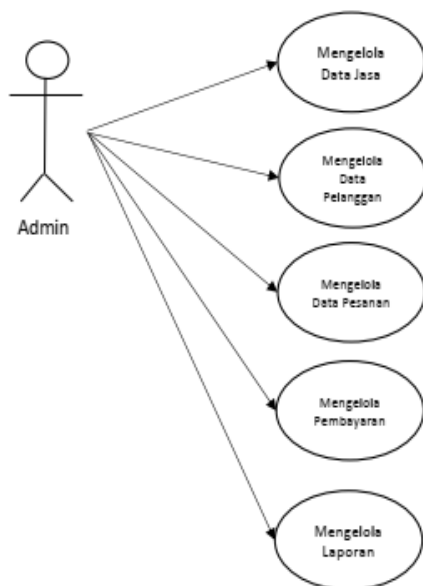 Admin
Mengelola
Data Jasa
Mengelola
Data
Pelanggan
Mengelola
Data Pesanan
Mengelola
Pembayaran
Mengelola
Laporan